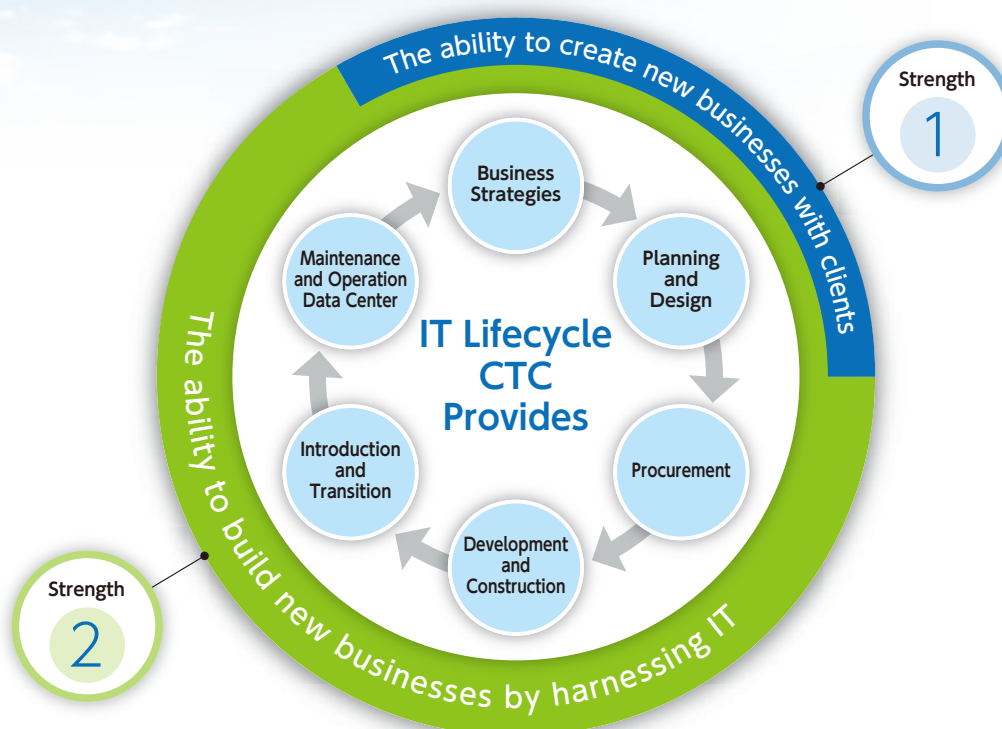 The ability to create new businesses with clients
Strength
1
Business
Strategies
Planning
and
Design
Procurement
Development
and
Construction
Introduction
and
Transition
Maintenance
and Operation
Data Center
IT Lifecycle
CTC
Provides
The ability to build new businesses by harnessing IT
Strength
2